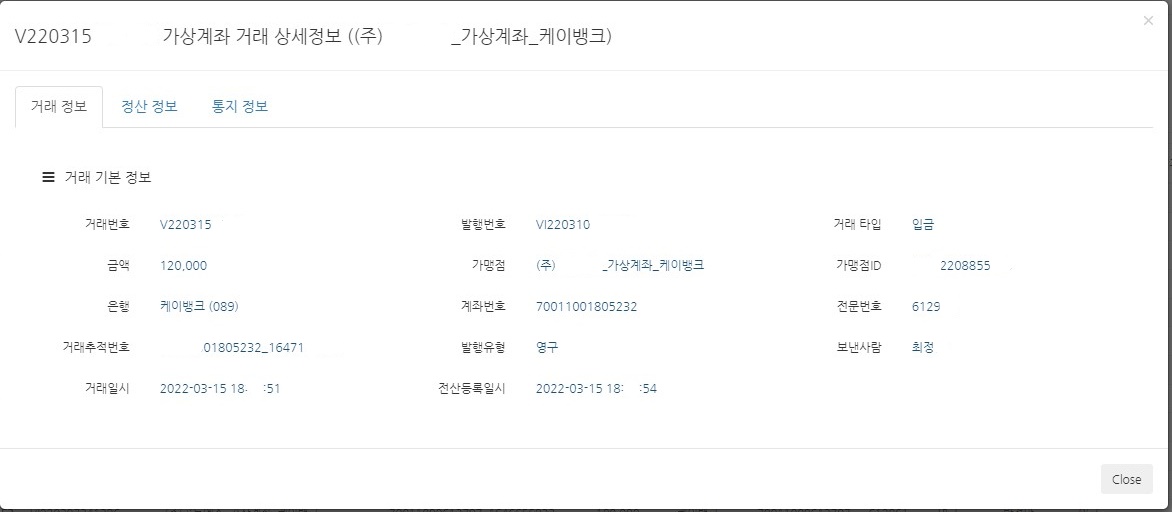 ×
V220315 가상계좌 거래 상세정보 ((주) _가상계좌_케이뱅크)
거래 정보 정산 정보 통지 정보
거래 기본 정보
거래번호 V220315 발행번호 VI220310 거래 타입 입금
금액 120,000 가맹점 (주) _가상계좌_케이뱅크 가맹점ID 2208855
은행 케이뱅크 (089) 계좌번호 70011001805232 전문번호 6129
거래추적번호 01805232_16471 발행유형 영구 보낸사람 최정
거래일시 2022-03-15 18: :51 전산등록일시 2022-03-15 18: :54
Close